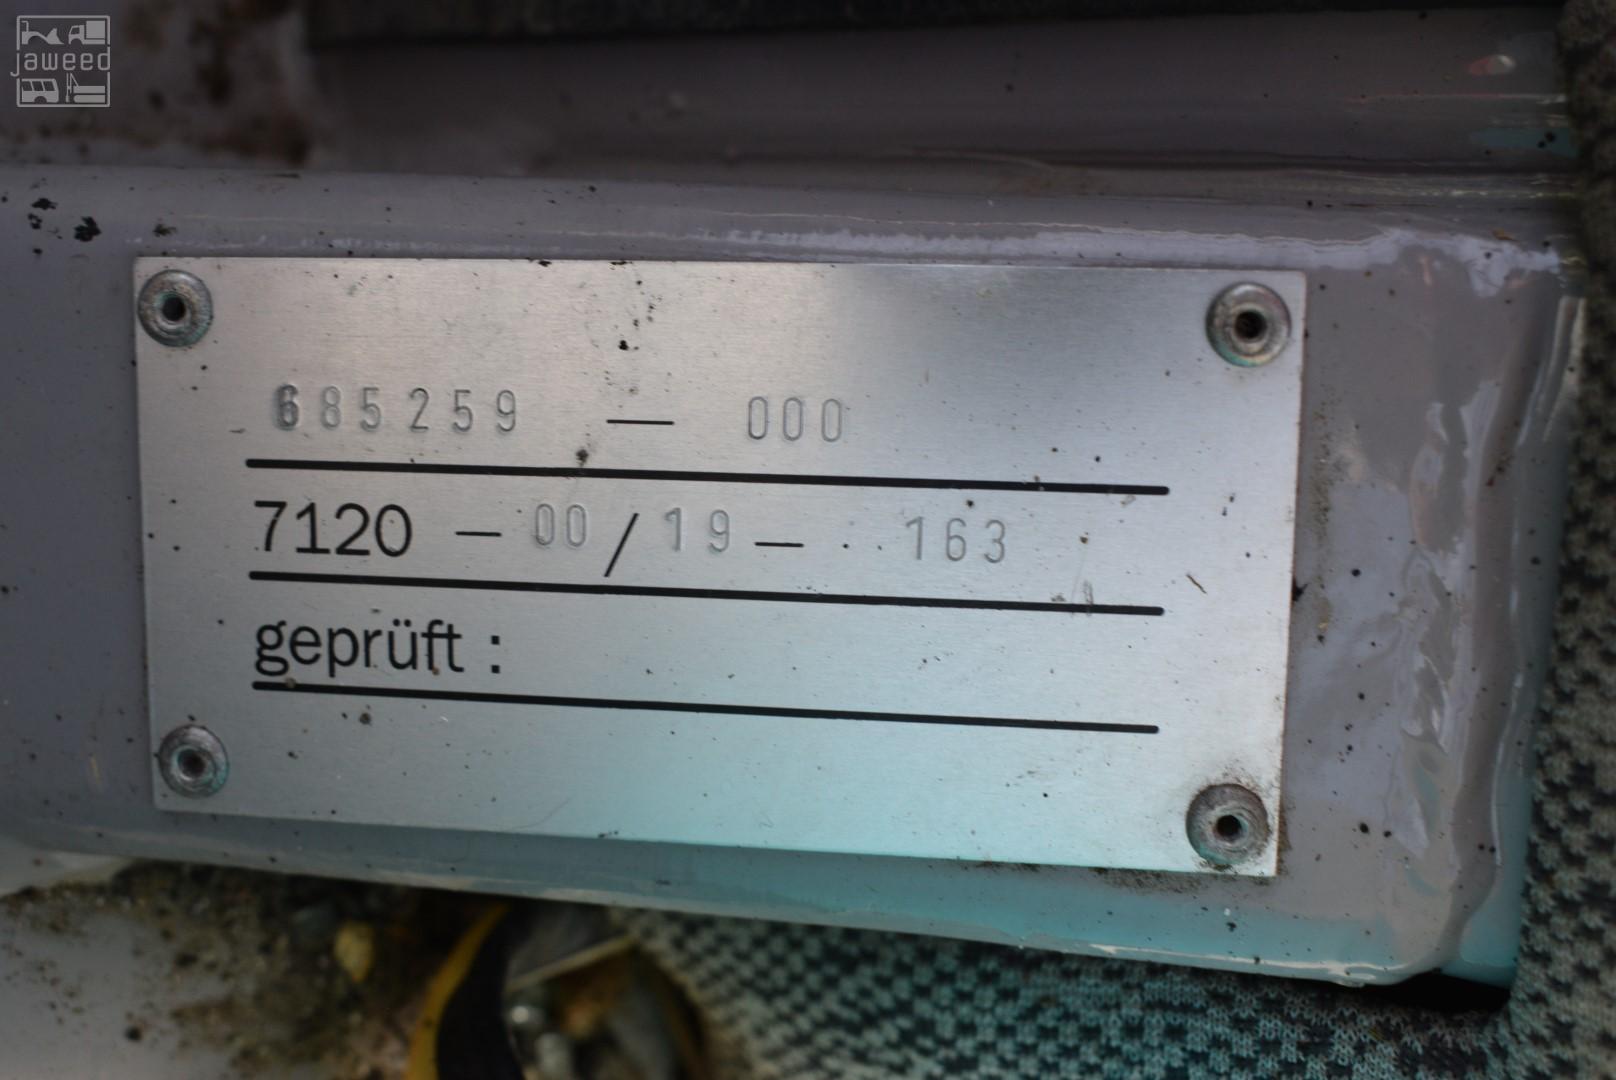 jaweed
685259 — 000
7120 — 00 / 19 — . . 163
geprüft :